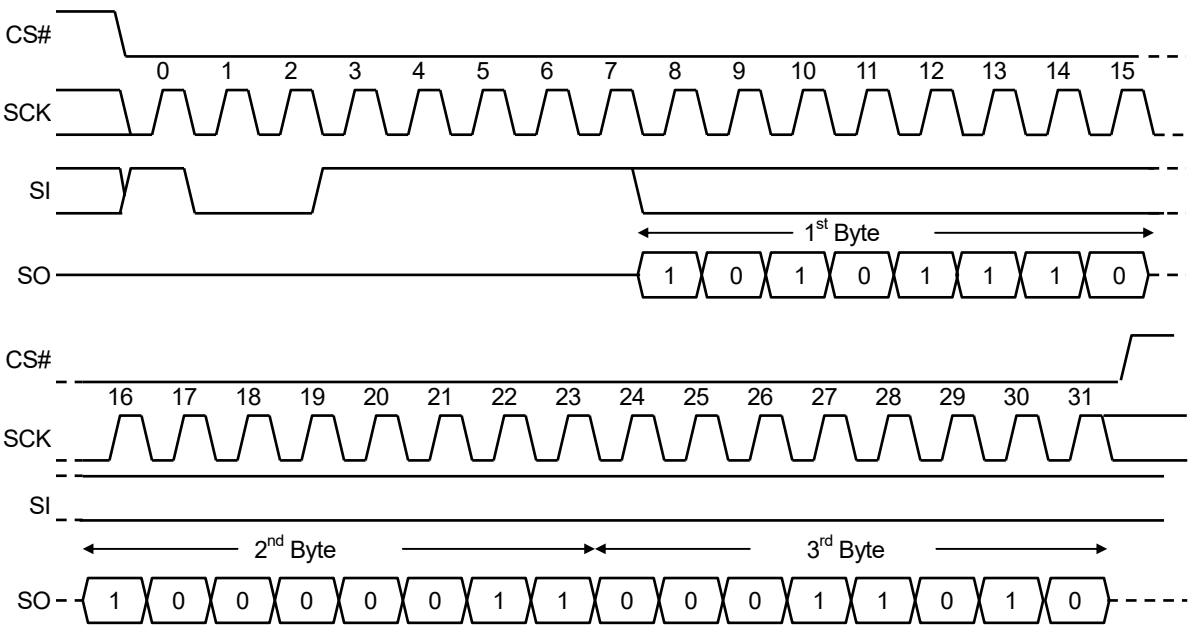 CS#
0 1 2 3 4 5 6 7 8 9 10 11 12 13 14 15
SCK
SI
1st Byte
SO 1 0 1 0 1 1 1 0
CS#
16 17 18 19 20 21 22 23 24 25 26 27 28 29 30 31
SCK
SI
2nd Byte 3rd Byte
SO 1 0 0 0 0 0 1 1 0 0 0 1 1 0 1 0